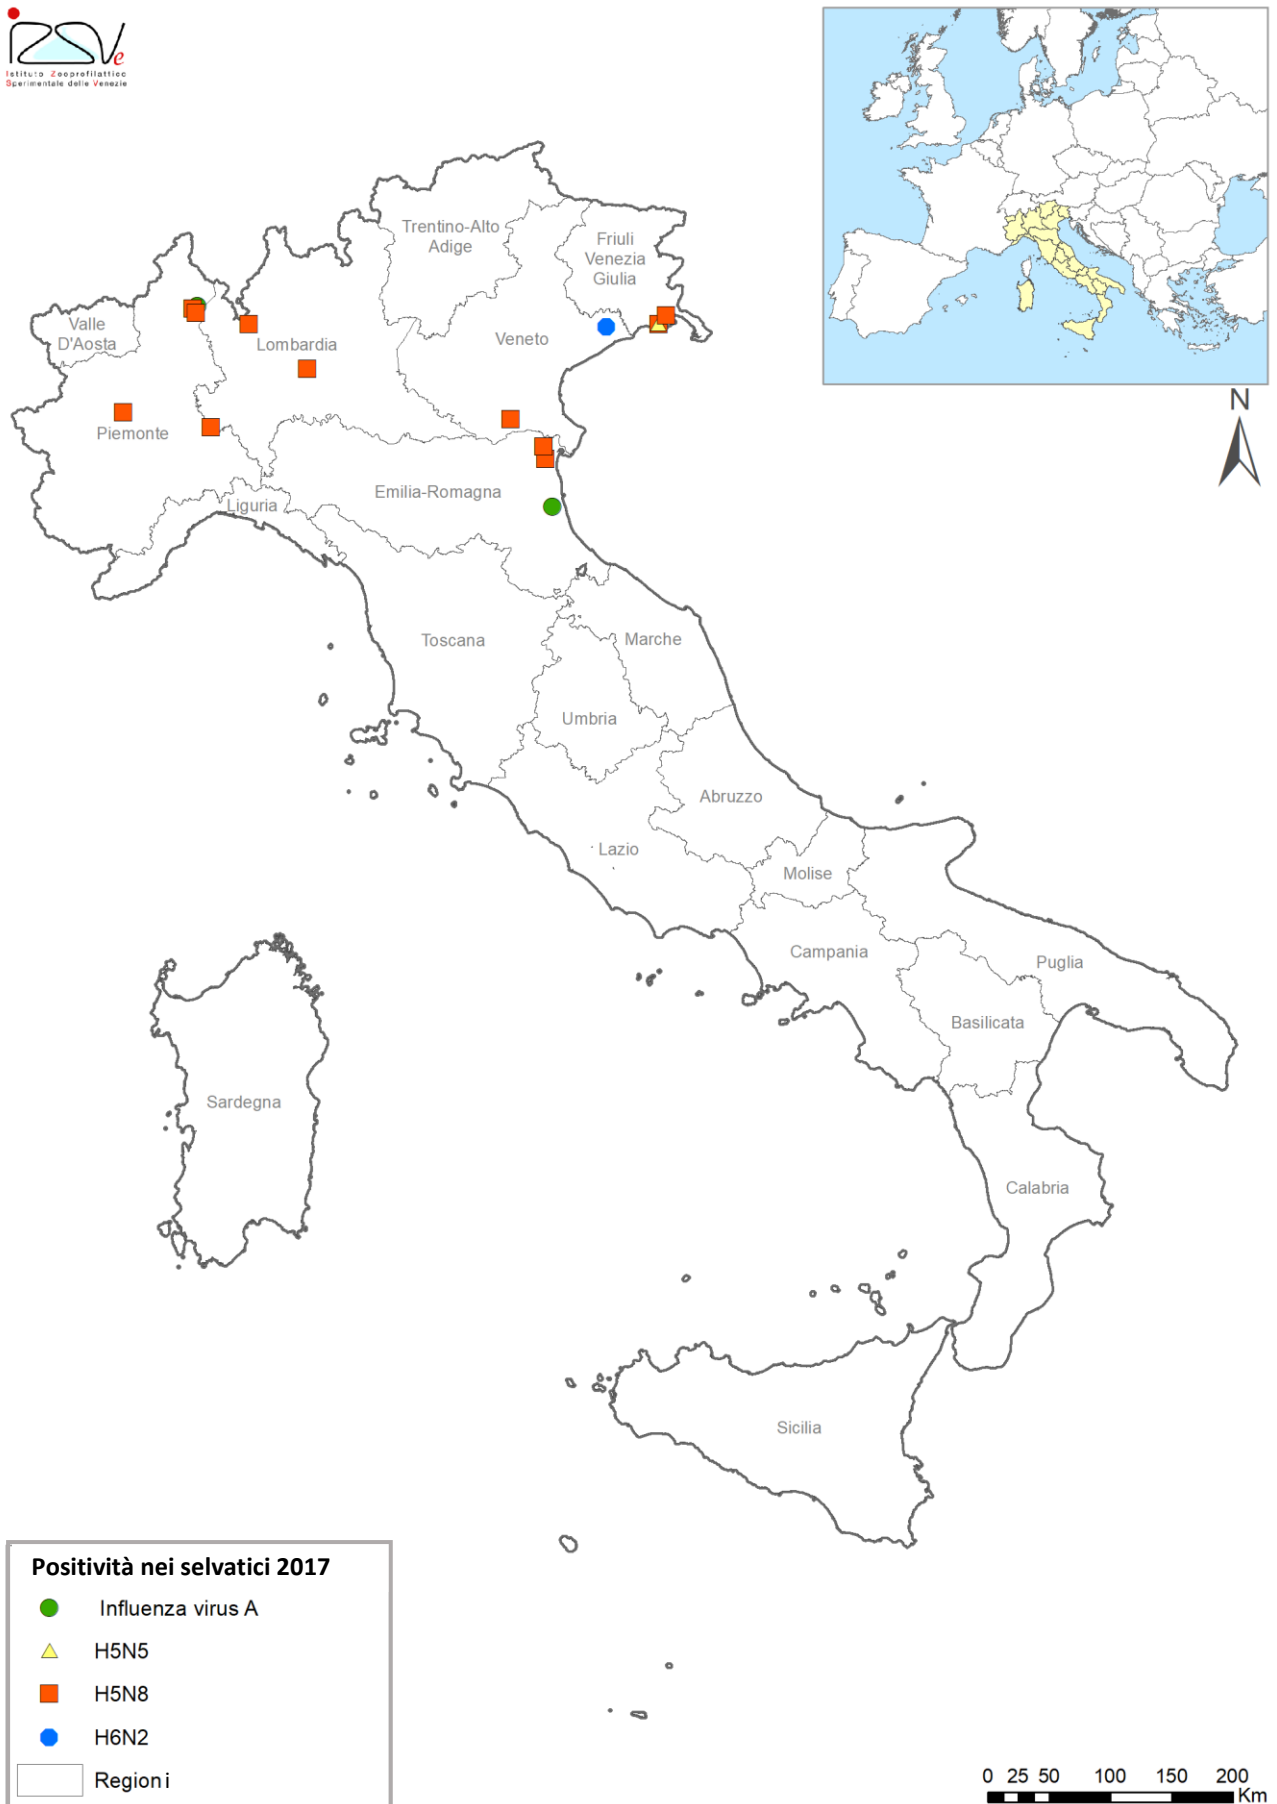 IZSVe
Istituto Zooprofilattico
Sperimentale delle Venezie
Trentino-Alto
Adige
Friuli
Venezia
Giulia
Valle
D'Aosta
Lombardia
Veneto
N
Piemonte
Emilia-Romagna
Liguria
Toscana
Marche
Umbria
Abruzzo
Lazio
Molise
Campania
Puglia
Basilicata
Sardegna
Calabria
Sicilia
Positività nei selvatici 2017
Influenza virus A
H5N5
H5N8
H6N2
Regioni
0 25 50 100 150 200
Km